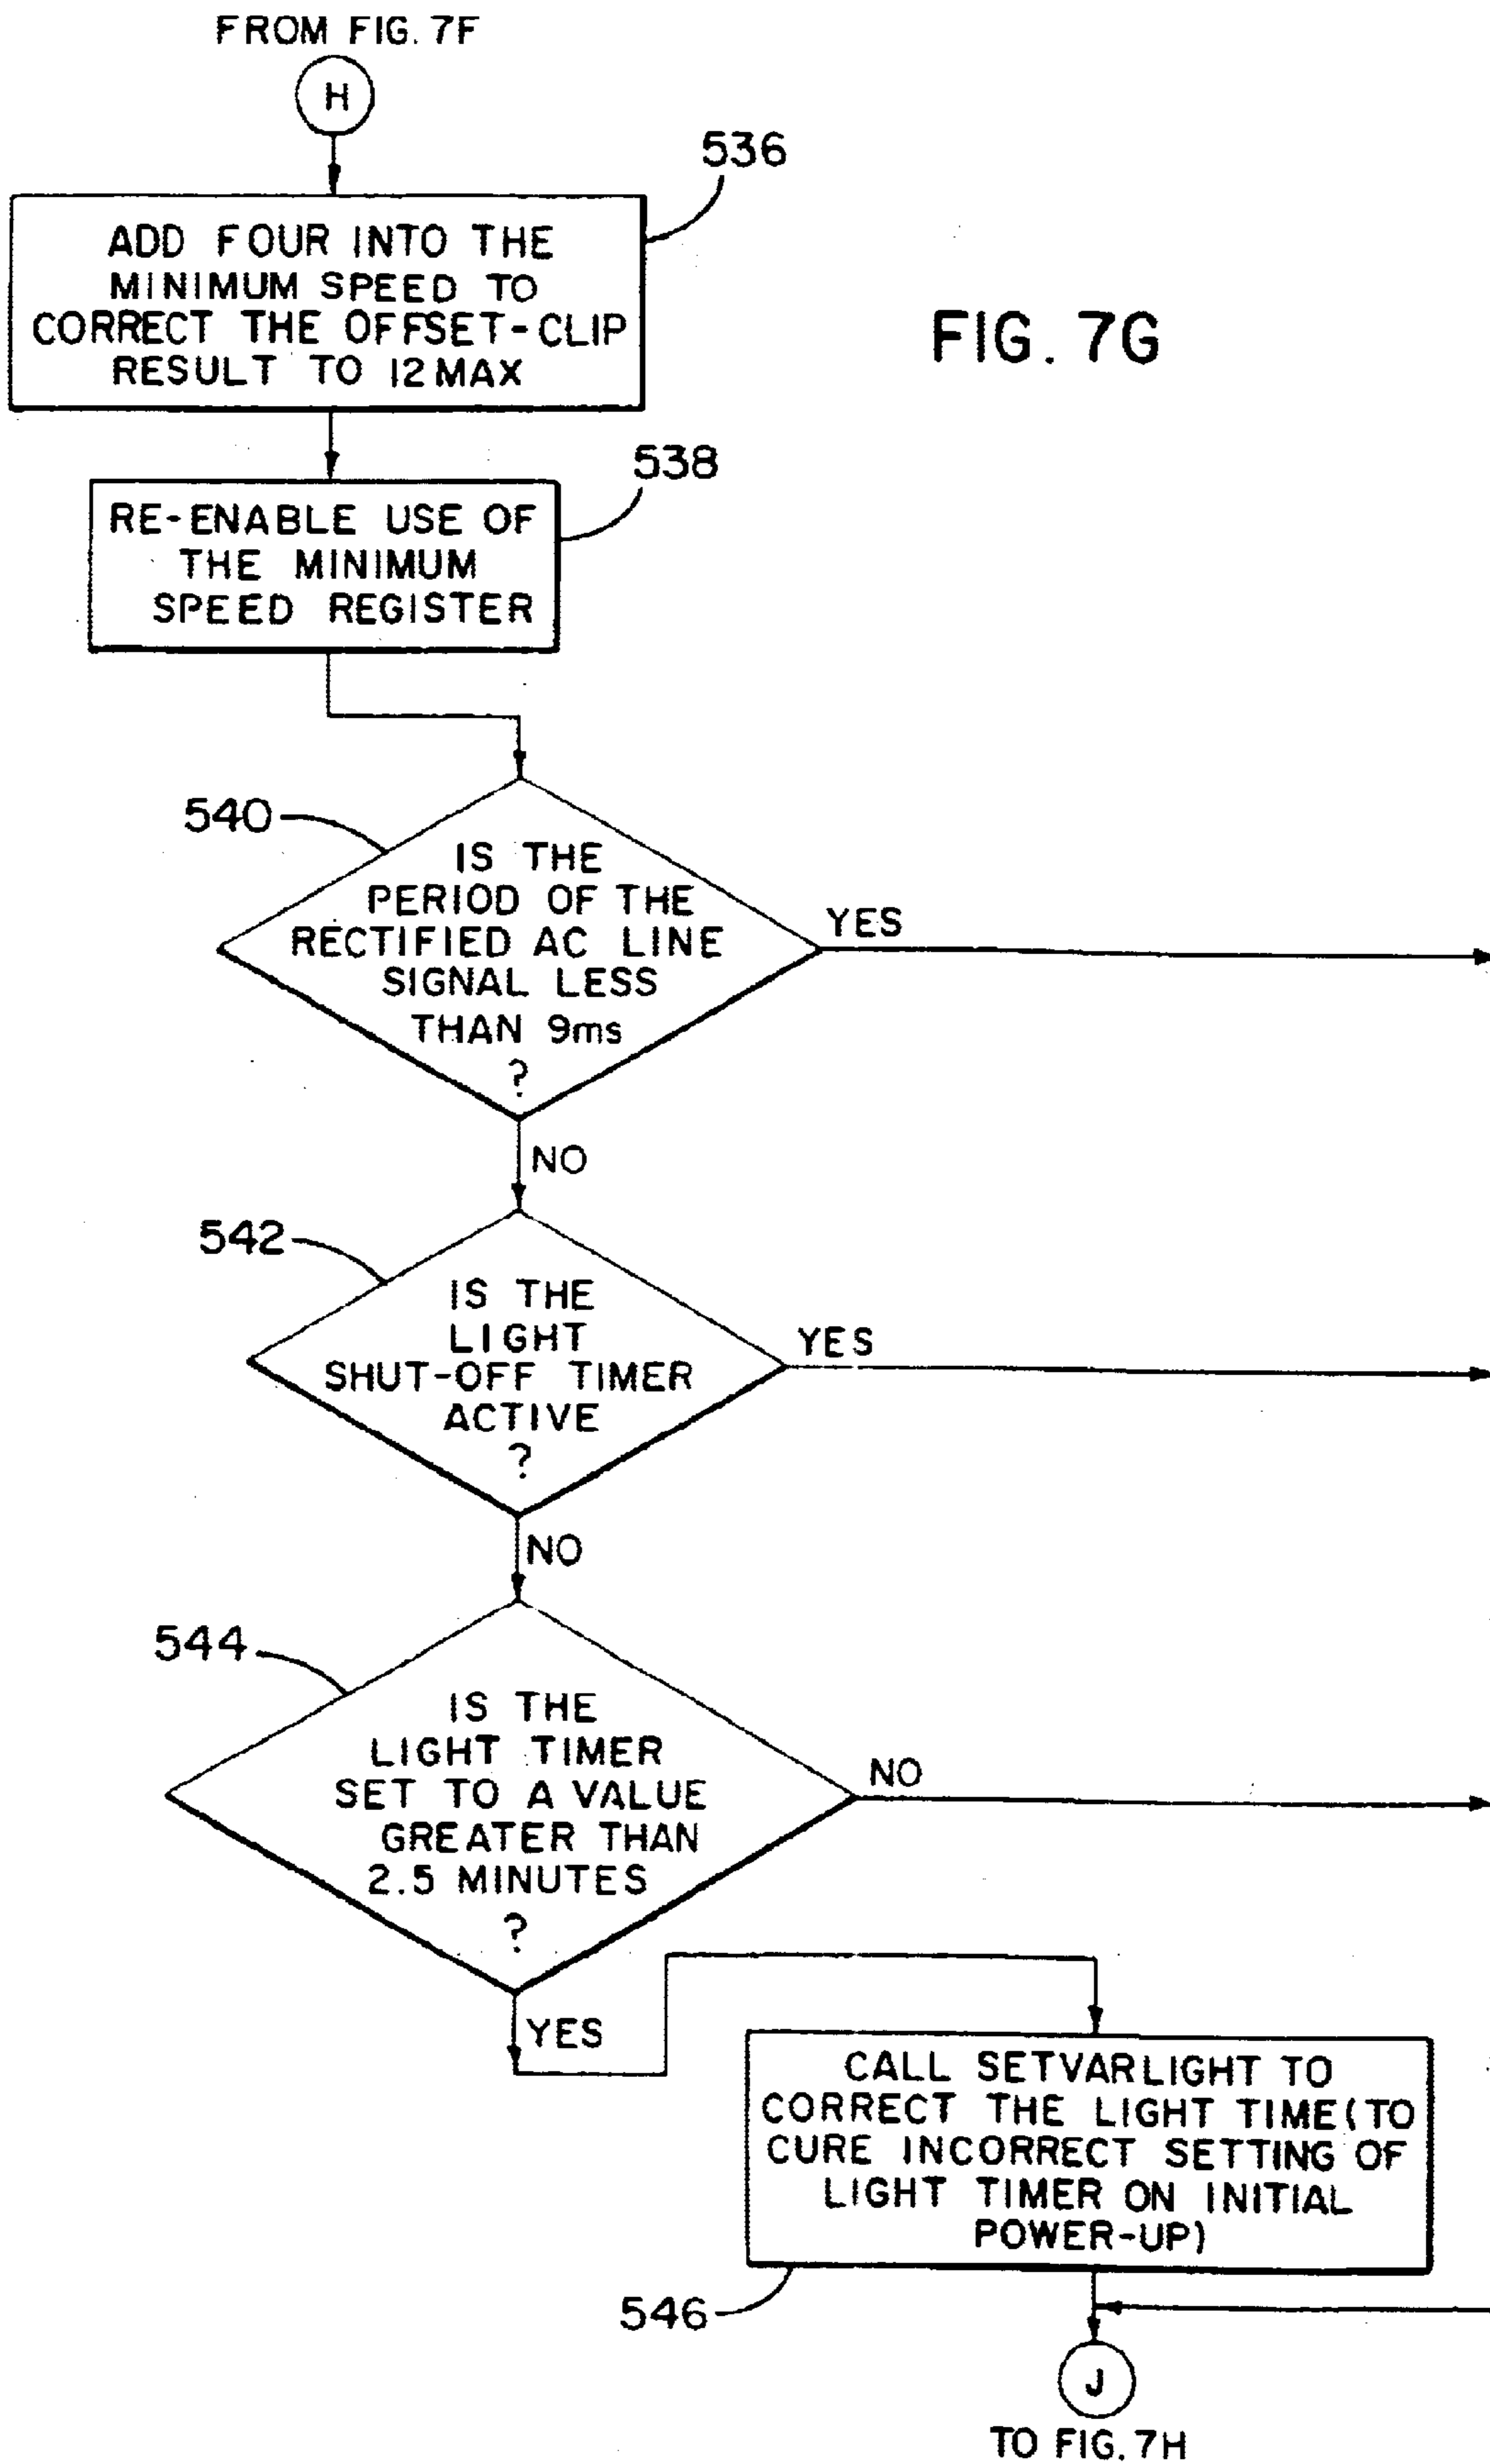 FROM FIG. 7F
H
536
ADD FOUR INTO THE
MINIMUM SPEED TO
CORRECT THE OFFSET-CLIP
RESULT TO 12 MAX
FIG. 7G
538
RE-ENABLE USE OF
THE MINIMUM
SPEED REGISTER
540
IS THE
PERIOD OF THE
RECTIFIED AC LINE
SIGNAL LESS
THAN 9ms
?
YES
NO
542
IS THE
LIGHT
SHUT-OFF TIMER
ACTIVE
?
YES
NO
544
IS THE
LIGHT TIMER
SET TO A VALUE
GREATER THAN
2.5 MINUTES
?
NO
YES
CALL SETVARLIGHT TO
CORRECT THE LIGHT TIME(TO
CURE INCORRECT SETTING OF
LIGHT TIMER ON INITIAL
POWER-UP)
546
J
TO FIG. 7H